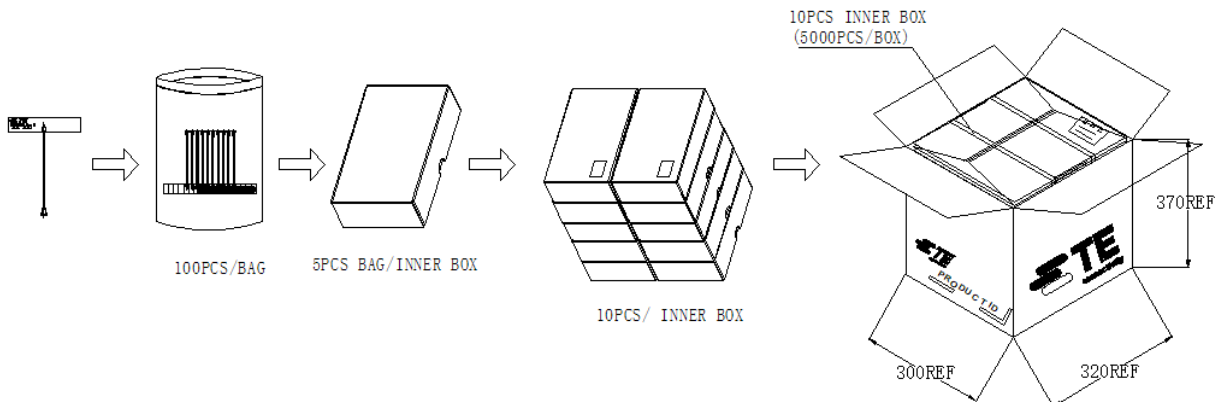 10PCS INNER BOX
(5000PCS/BOX)
100PCS/BAG
5PCS BAG/INNER BOX
10PCS/ INNER BOX
370REF
TE
PRODUCT ID
TE
connectivity
300REF
320REF